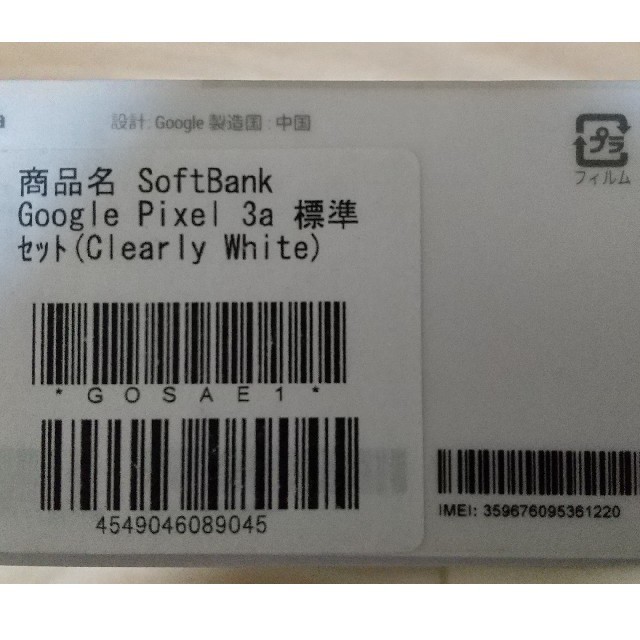 a
設計: Google 製造国 : 中国
プラ
フィルム
商品名 SoftBank
Google Pixel 3a 標準
ｾｯﾄ(Clearly White)
*GOSAE1*
4549046089045
IMEI: 359676095361220